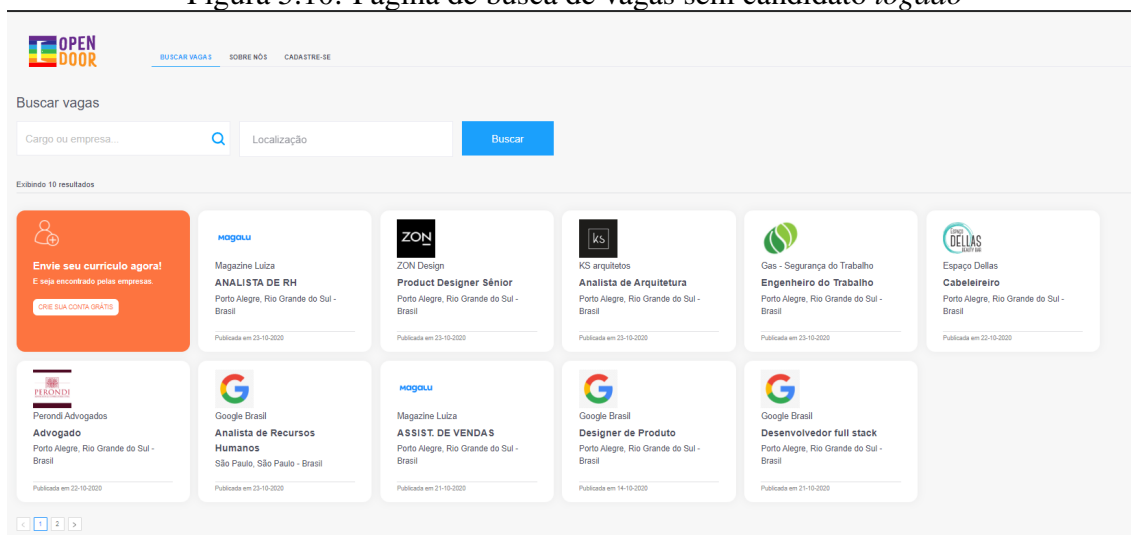 Figura 5.10: Página de busca de vagas sem candidato logado
OPEN
DOOR
BUSCAR VAGAS SOBRE NÓS CADASTRE-SE
Buscar vagas
Cargo ou empresa... Localização Buscar
Exibindo 10 resultados
Envie seu currículo agora!
E seja encontrado pelas empresas.
CRIE SUA CONTA GRÁTIS
Magalu
Magazine Luiza
ANALISTA DE RH
Porto Alegre, Rio Grande do Sul -
Brasil
Publicada em 23-10-2020
ZON
ZON Design
Product Designer Sênior
Porto Alegre, Rio Grande do Sul -
Brasil
Publicada em 23-10-2020
ks
KS arquitetos
Analista de Arquitetura
Porto Alegre, Rio Grande do Sul -
Brasil
Publicada em 23-10-2020
Gas - Segurança do Trabalho
Engenheiro do Trabalho
Porto Alegre, Rio Grande do Sul -
Brasil
Publicada em 23-10-2020
ESPAÇO
DELLAS
BEAUTY BAR
Espaço Dellas
Cabeleireiro
Porto Alegre, Rio Grande do Sul -
Brasil
Publicada em 22-10-2020
PERONDI
Perondi Advogados
Advogado
Porto Alegre, Rio Grande do Sul -
Brasil
Publicada em 22-10-2020
G
Google Brasil
Analista de Recursos
Humanos
São Paulo, São Paulo - Brasil
Publicada em 23-10-2020
Magalu
Magazine Luiza
ASSIST. DE VENDAS
Porto Alegre, Rio Grande do Sul -
Brasil
Publicada em 21-10-2020
G
Google Brasil
Designer de Produto
Porto Alegre, Rio Grande do Sul -
Brasil
Publicada em 14-10-2020
G
Google Brasil
Desenvolvedor full stack
Porto Alegre, Rio Grande do Sul -
Brasil
Publicada em 21-10-2020
< 1 2 >